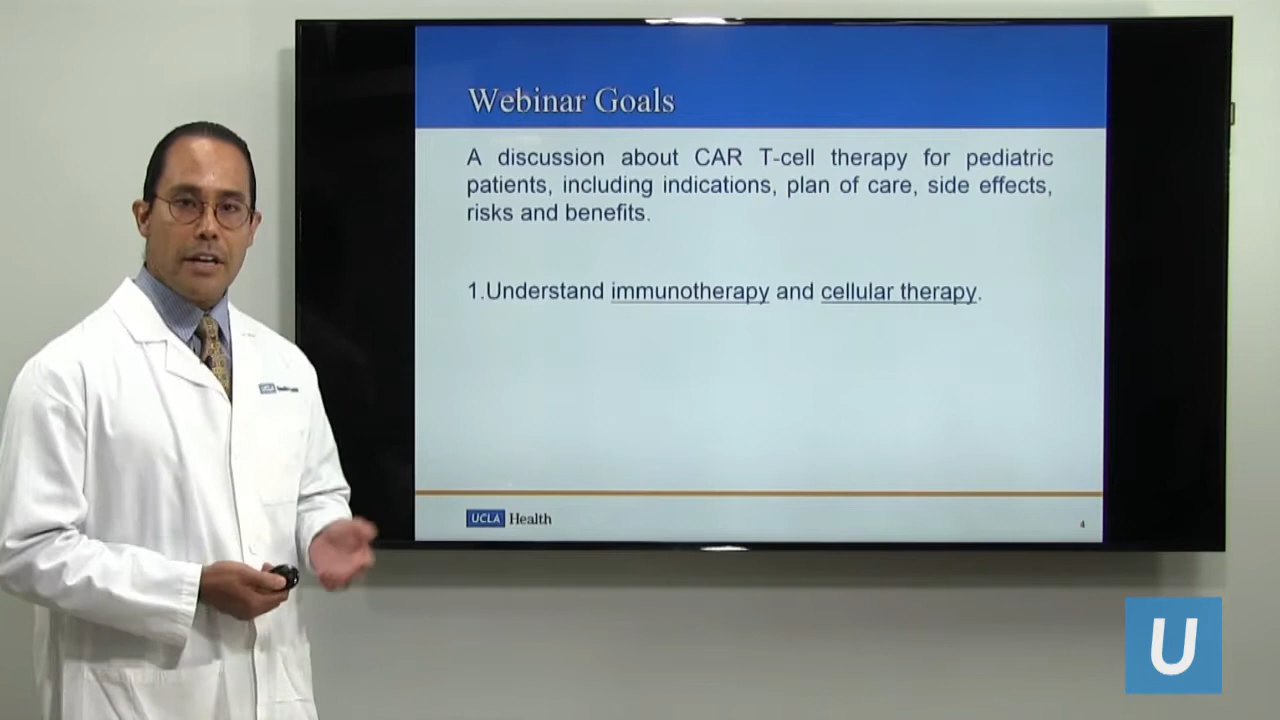 Webinar Goals
A discussion about CAR T-cell therapy for pediatric
patients, including indications, plan of care, side effects,
risks and benefits.
1.Understand immunotherapy and cellular therapy.
UCLA Health
4
UCLA
U